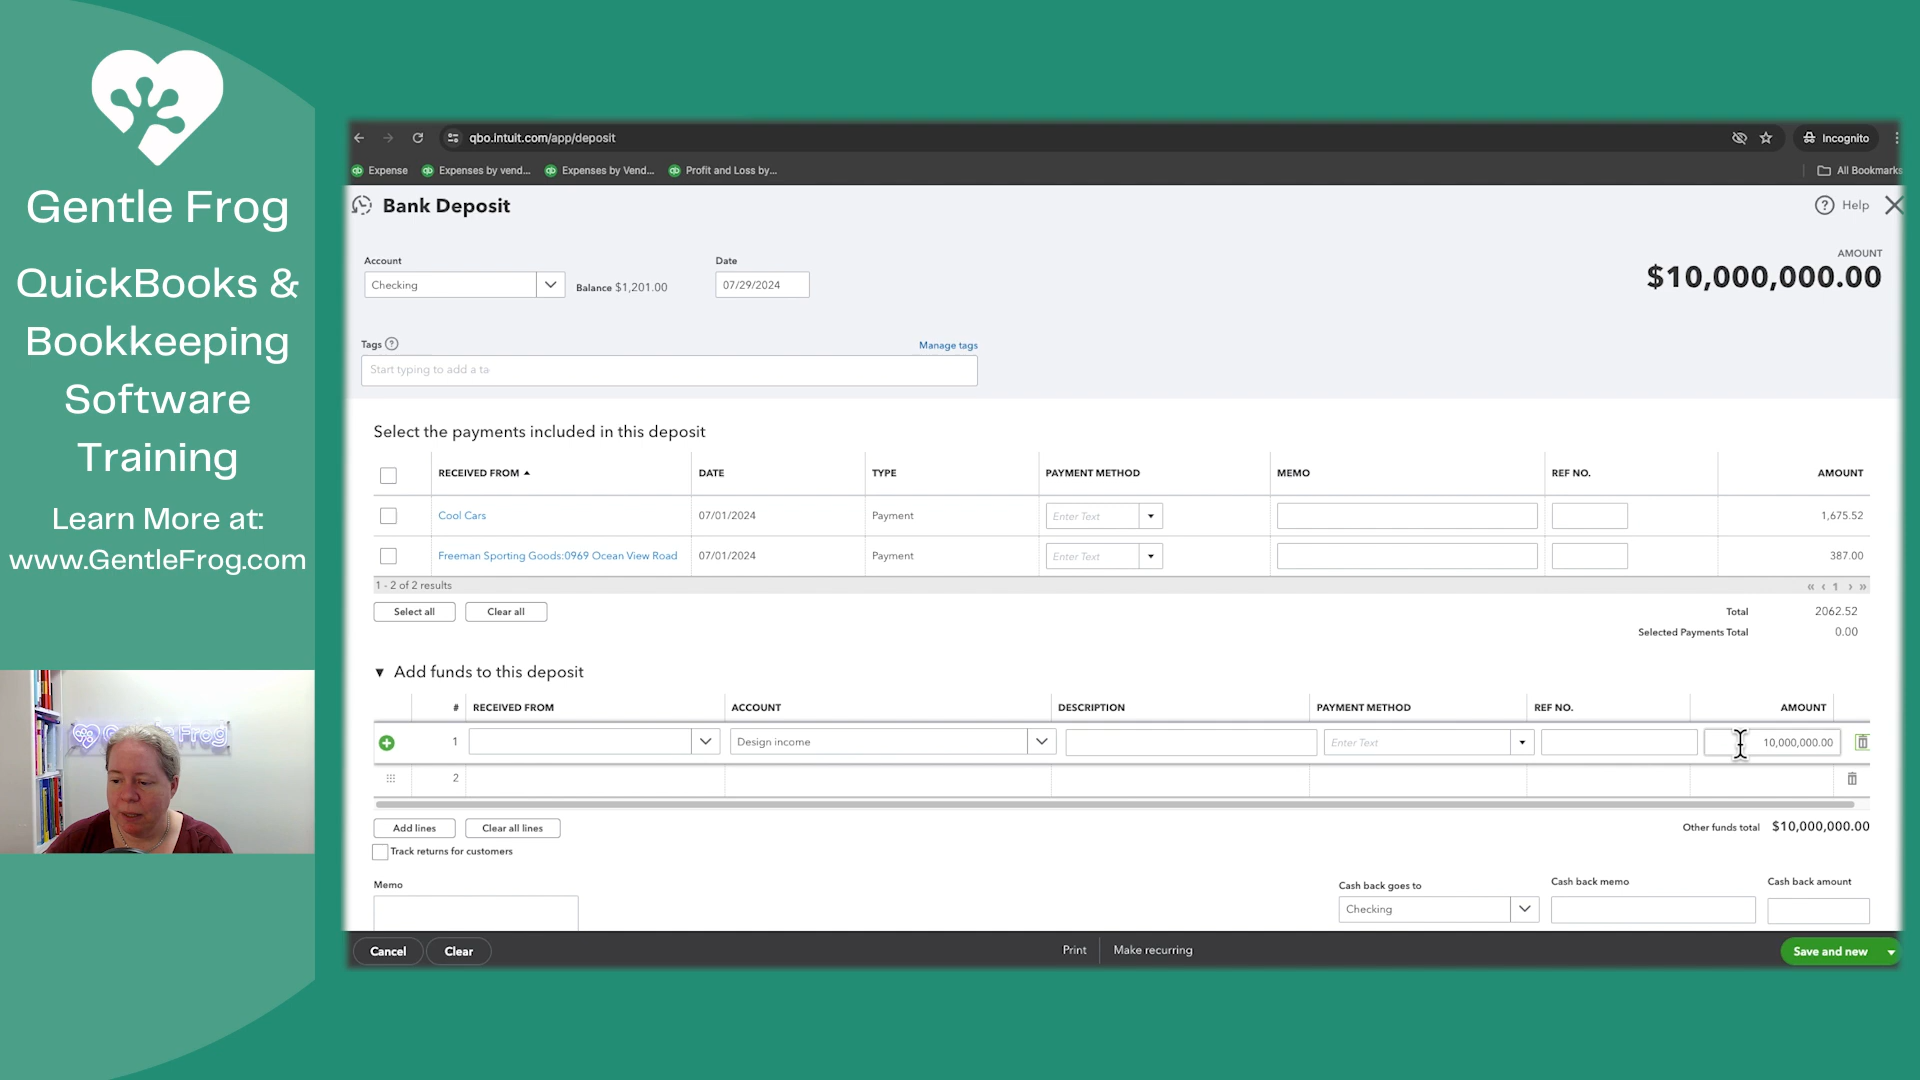 Gentle Frog
QuickBooks &
Bookkeeping
Software
Training
Learn More at:
www.GentleFrog.com
qbo.intuit.com/app/deposit
Incognito
Expense
Expenses by vend...
Expenses by Vend...
Profit and Loss by...
All Bookmarks
Bank Deposit
Help
Account
Date
AMOUNT
Checking
Balance $1,201.00
07/29/2024
$10,000,000.00
Tags
Manage tags
Start typing to add a ta
Select the payments included in this deposit
RECEIVED FROM DATE TYPE PAYMENT METHOD MEMO REF NO. AMOUNT
Cool Cars 07/01/2024 Payment Enter Text 1,675.52
Freeman Sporting Goods:0969 Ocean View Road 07/01/2024 Payment Enter Text 387.00
1 - 2 of 2 results
« ‹ 1 › »
Select all Clear all
Total 2062.52
Selected Payments Total 0.00
Add funds to this deposit
# RECEIVED FROM ACCOUNT DESCRIPTION PAYMENT METHOD REF NO. AMOUNT
1 Design income Enter Text 10,000,000.00
2
Add lines Clear all lines
Other funds total $10,000,000.00
Track returns for customers
Memo
Cash back goes to Cash back memo Cash back amount
Checking
Cancel Clear Print Make recurring Save and new